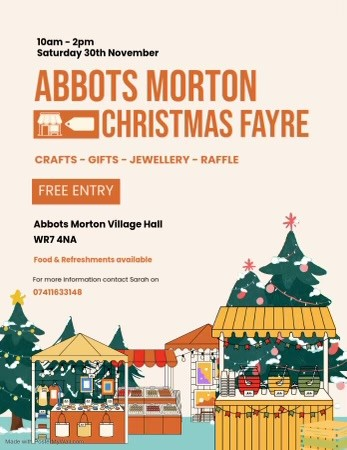 10am - 2pm
Saturday 30th November
ABBOTS MORTON
CHRISTMAS FAYRE
CRAFTS - GIFTS - JEWELLERY - RAFFLE
FREE ENTRY
Abbots Morton Village Hall
WR7 4NA
Food & Refreshments available
For more information contact Sarah on
07411633148
Made with PosterMyWall.com